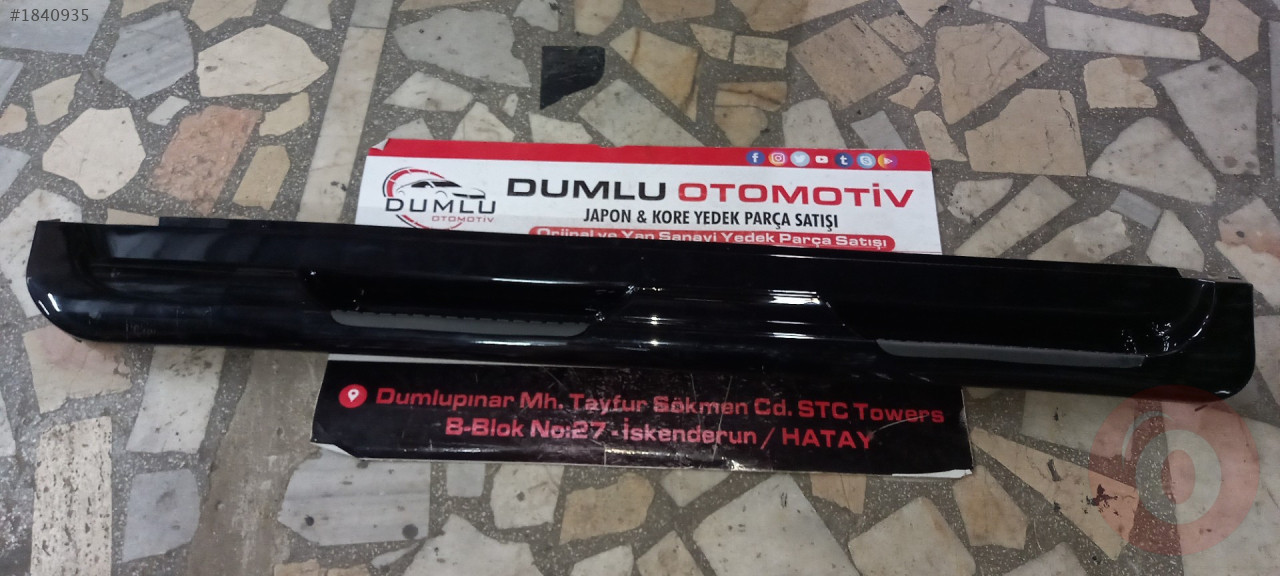 #1840935
DUMLU OTOMOTİV
DUMLU
OTOMOTİV
JAPON & KORE YEDEK PARÇA SATIŞI
Orijinal ve Yan Sanayi Yedek Parça Satışı
Dumlupınar Mh. Tayfur Sökmen Cd. STC Towers
B-Blok No:27 - İskenderun / HATAY